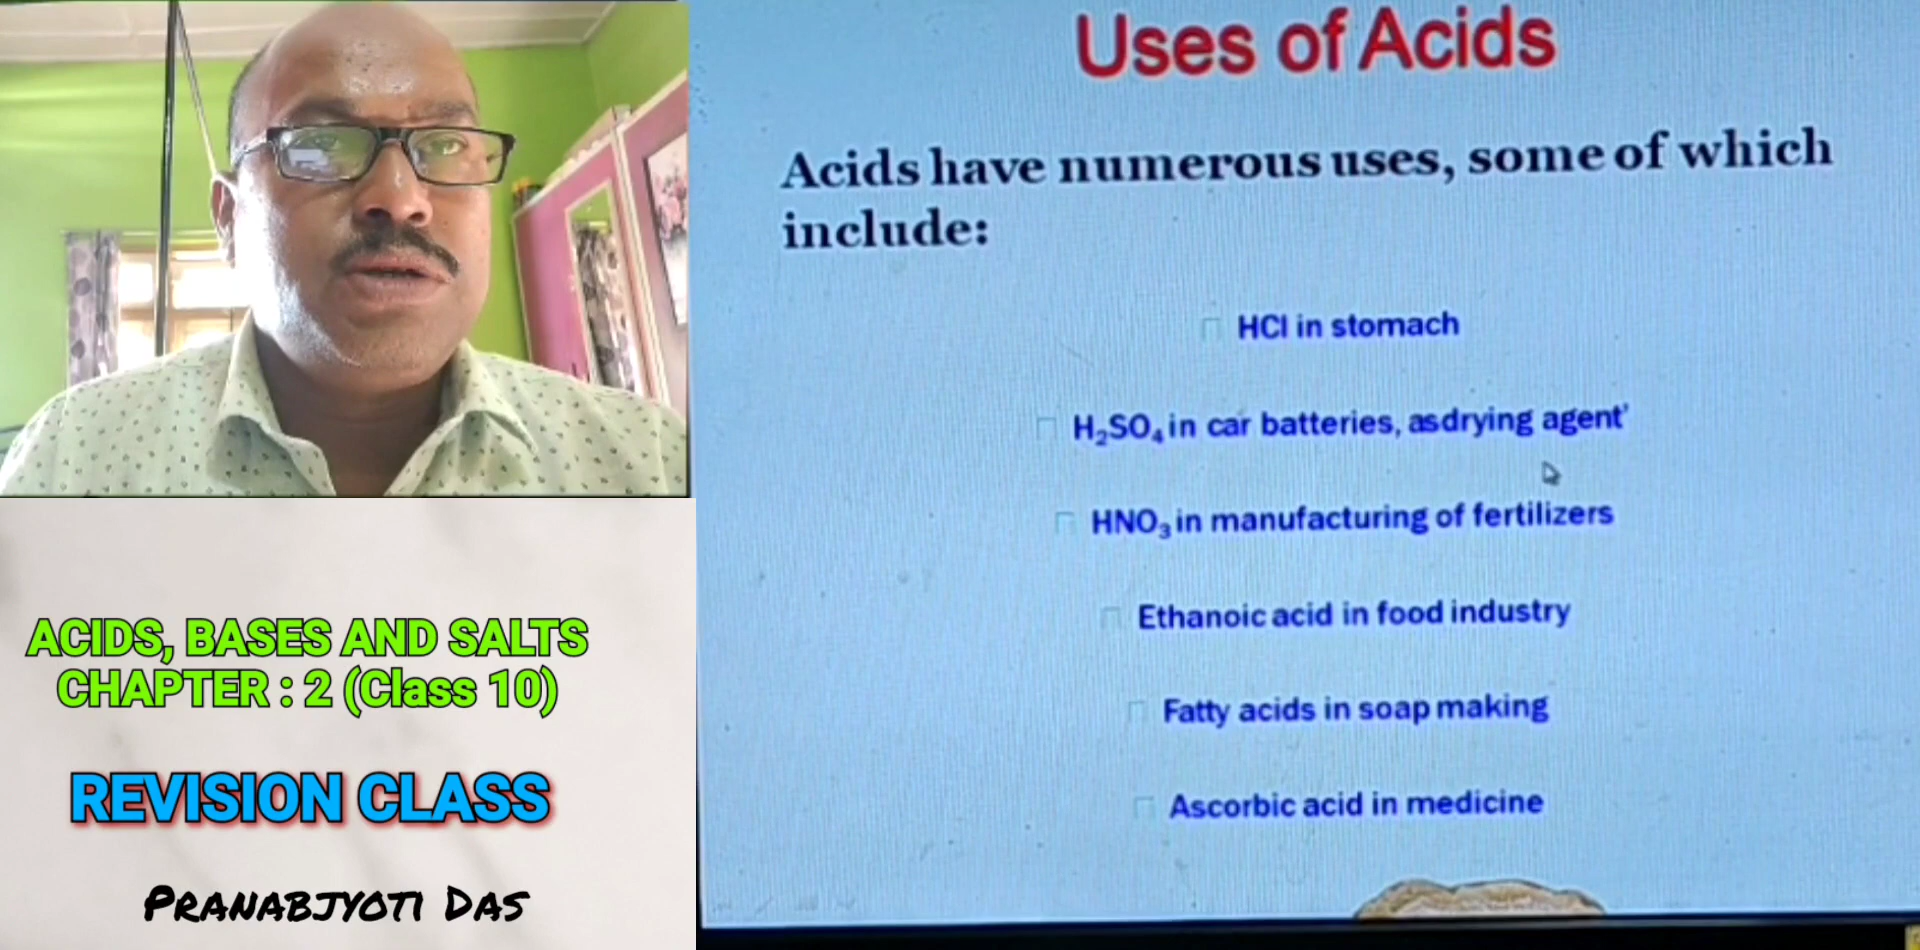 Uses of Acids
Acids have numerous uses, some of which
include:
HCl in stomach
H₂SO₄ in car batteries, asdrying agent'
HNO₃ in manufacturing of fertilizers
Ethanoic acid in food industry
Fatty acids in soap making
Ascorbic acid in medicine
ACIDS, BASES AND SALTS
CHAPTER : 2 (Class 10)
REVISION CLASS
PRANABJYOTI DAS